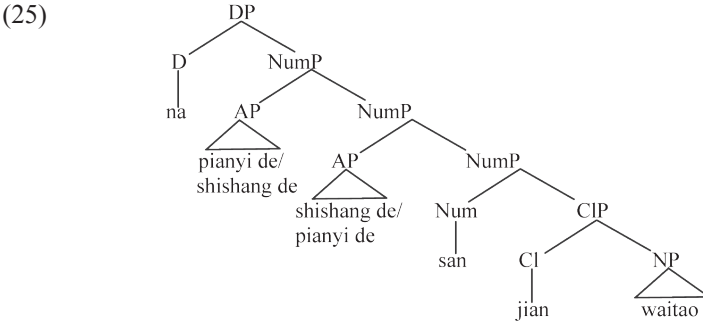 (25)
DP
D NumP
na AP NumP
pianyi de/ AP NumP
shishang de
shishang de/ Num ClP
pianyi de
san Cl NP
jian waitao